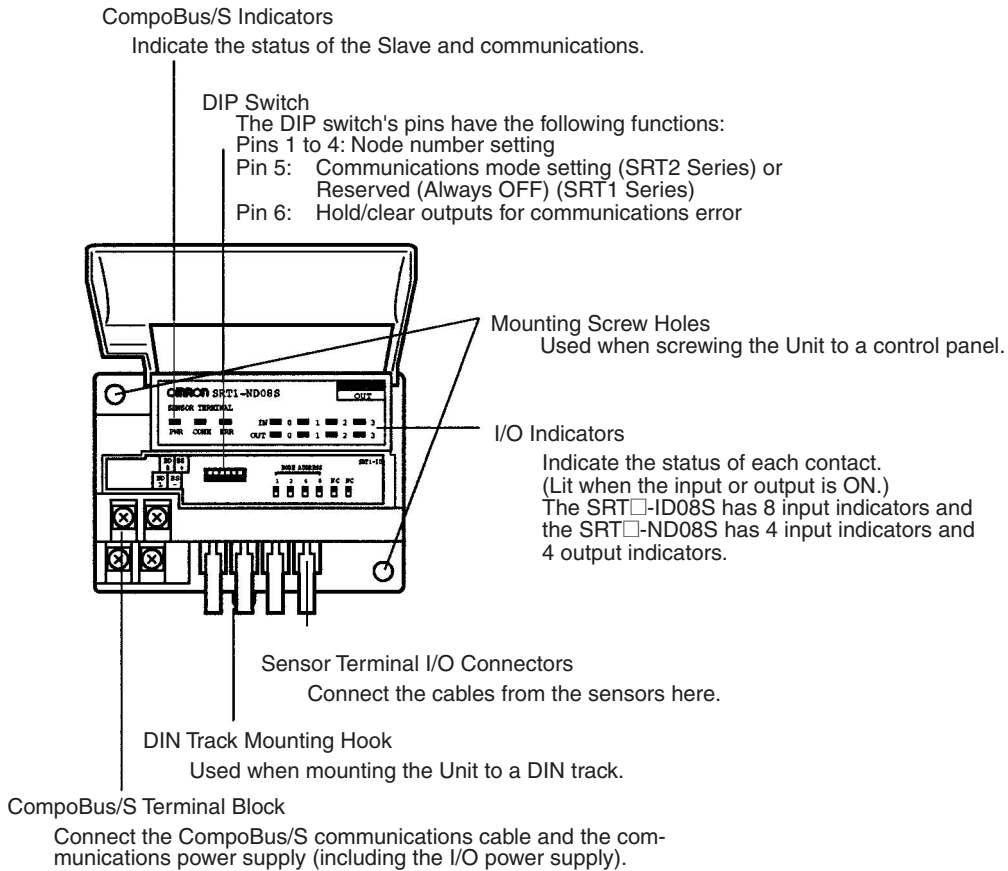 CompoBus/S Indicators
Indicate the status of the Slave and communications.
DIP Switch
The DIP switch's pins have the following functions:
Pins 1 to 4: Node number setting
Pin 5: Communications mode setting (SRT2 Series) or
Reserved (Always OFF) (SRT1 Series)
Pin 6: Hold/clear outputs for communications error
Mounting Screw Holes
Used when screwing the Unit to a control panel.
OMRON SRT1-ND08S
OUT
SENSOR TERMINAL
PWR COMM ERR
IN 0 1 2 3
OUT 0 1 2 3
I/O Indicators
Indicate the status of each contact.
(Lit when the input or output is ON.)
The SRT□-ID08S has 8 input indicators and
the SRT□-ND08S has 4 input indicators and
4 output indicators.
NODE ADDRESS
1 2 4 8 NC NC
Sensor Terminal I/O Connectors
Connect the cables from the sensors here.
DIN Track Mounting Hook
Used when mounting the Unit to a DIN track.
CompoBus/S Terminal Block
Connect the CompoBus/S communications cable and the com-
munications power supply (including the I/O power supply).